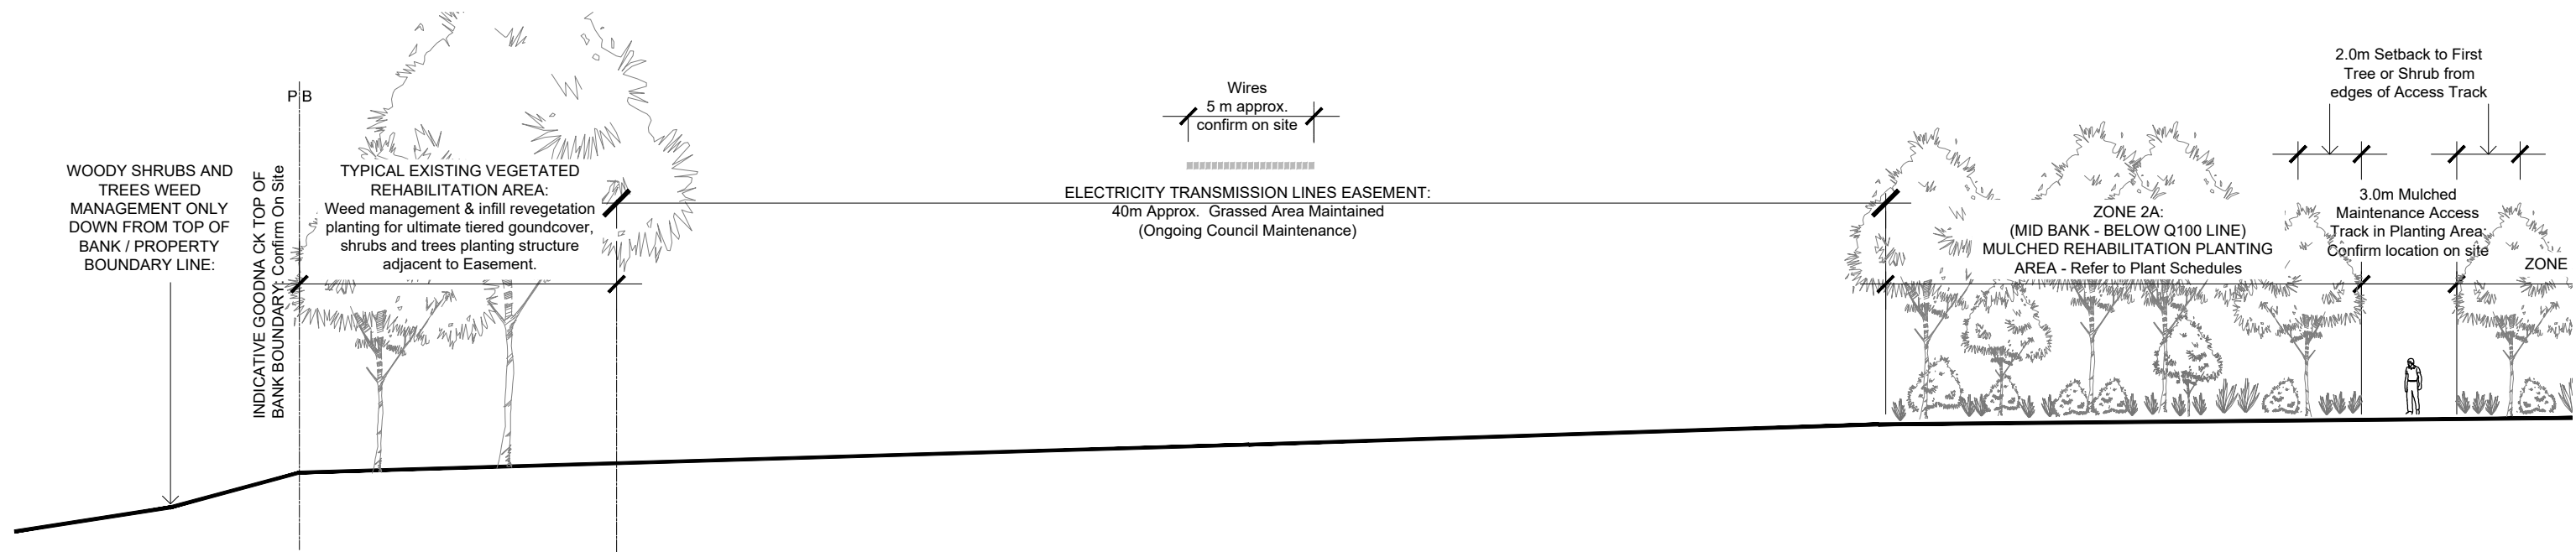 WOODY SHRUBS AND
TREES WEED
MANAGEMENT ONLY
DOWN FROM TOP OF
BANK / PROPERTY
BOUNDARY LINE:
INDICATIVE GOODNA CK TOP OF
BANK BOUNDARY: Confirm On Site
P B
TYPICAL EXISTING VEGETATED
REHABILITATION AREA:
Weed management & infill revegetation
planting for ultimate tiered goundcover,
shrubs and trees planting structure
adjacent to Easement.
Wires
5 m approx.
confirm on site
ELECTRICITY TRANSMISSION LINES EASEMENT:
40m Approx. Grassed Area Maintained
(Ongoing Council Maintenance)
ZONE 2A:
(MID BANK - BELOW Q100 LINE)
MULCHED REHABILITATION PLANTING
AREA - Refer to Plant Schedules
2.0m Setback to First
Tree or Shrub from
edges of Access Track
3.0m Mulched
Maintenance Access
Track in Planting Area:
Confirm location on site
ZONE